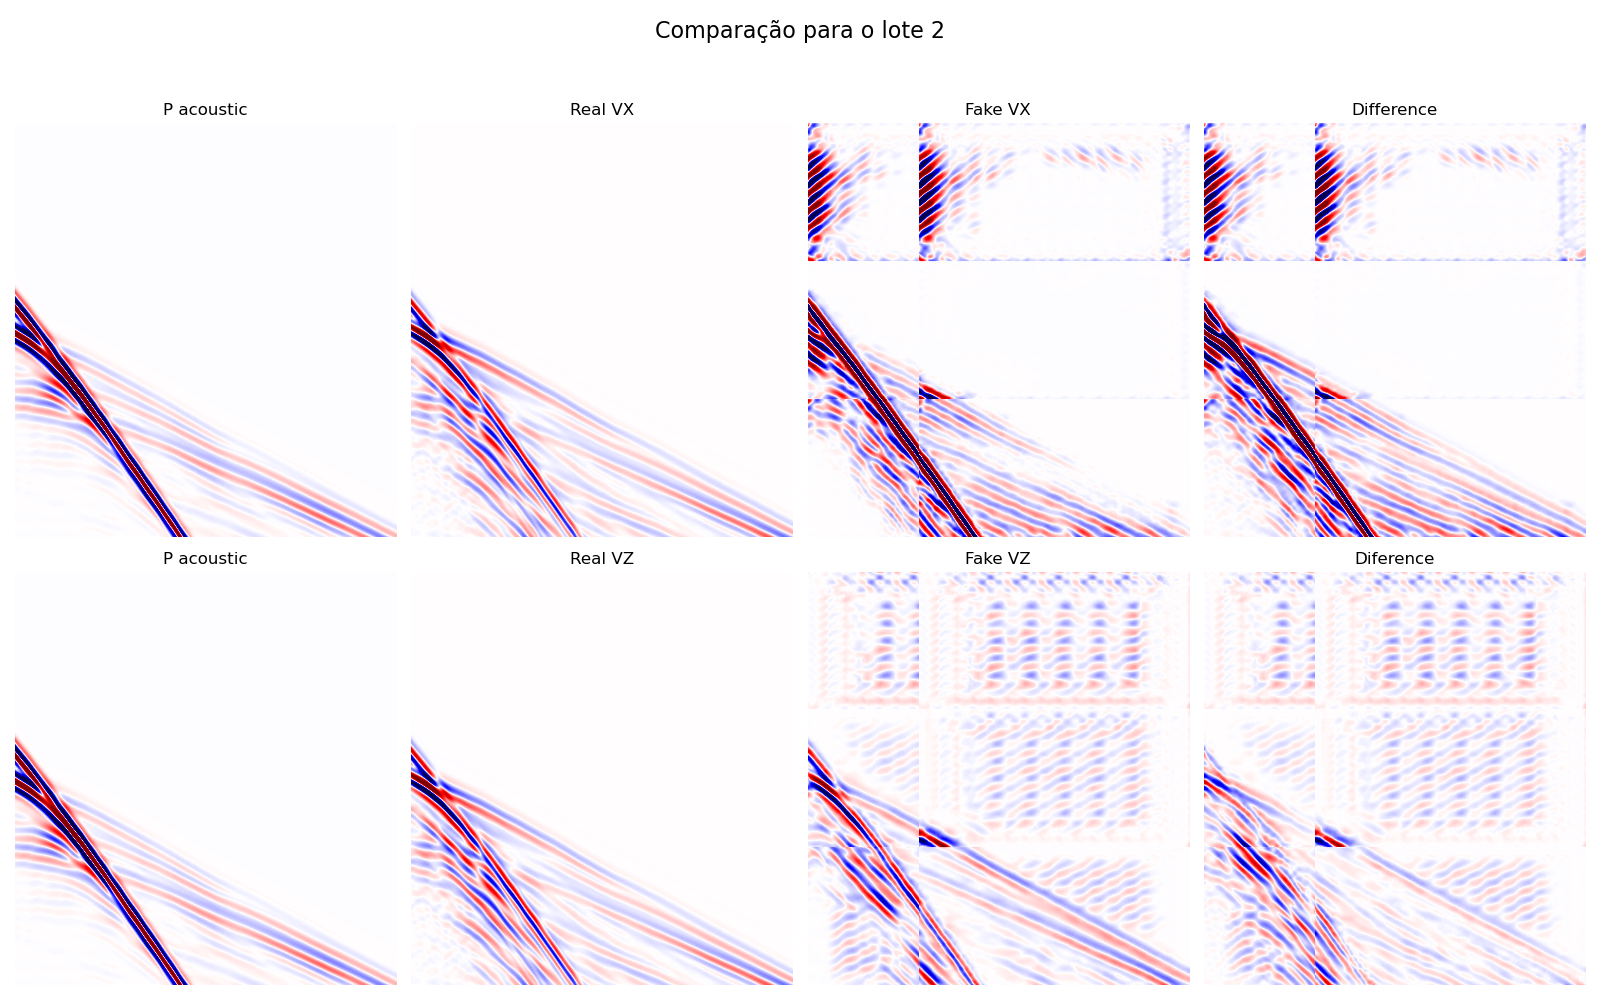 Comparação para o lote 2
P acoustic
Real VX
Fake VX
Difference
P acoustic
Real VZ
Fake VZ
Diference